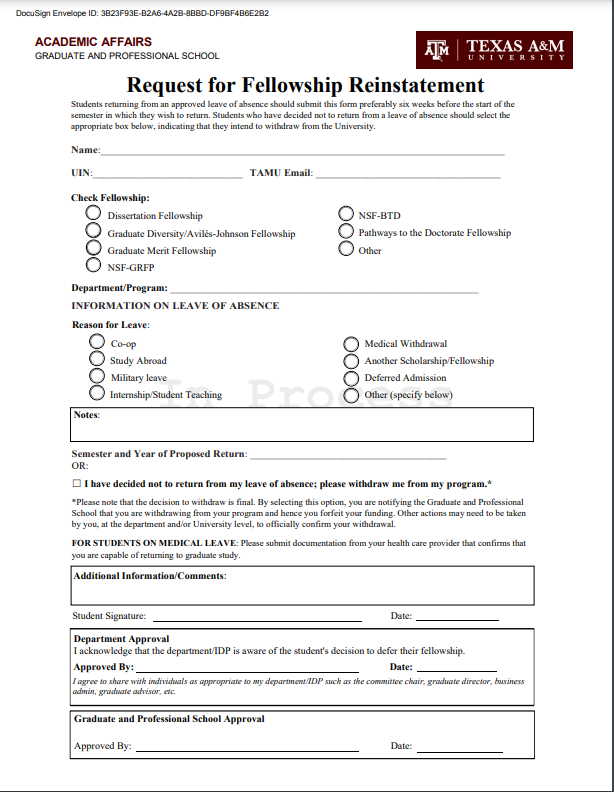 DocuSign Envelope ID: 3B23F93E-B2A6-4A2B-8BBD-DF9BF4B6E2B2
ACADEMIC AFFAIRS
GRADUATE AND PROFESSIONAL SCHOOL
ĀTM TEXAS A&M
UNIVERSITY
Request for Fellowship Reinstatement
Students returning from an approved leave of absence should submit this form preferably six weeks before the start of the
semester in which they wish to return. Students who have decided not to return from a leave of absence should select the
appropriate box below, indicating that they intend to withdraw from the University.
Name:
UIN: TAMU Email:
Check Fellowship:
Dissertation Fellowship
Graduate Diversity/Avilés-Johnson Fellowship
Graduate Merit Fellowship
NSF-GRFP
NSF-BTD
Pathways to the Doctorate Fellowship
Other
Department/Program:
INFORMATION ON LEAVE OF ABSENCE
Reason for Leave:
Co-op
Study Abroad
Military leave
Internship/Student Teaching
Medical Withdrawal
Another Scholarship/Fellowship
Deferred Admission
Other (specify below)
In Process
Notes:
Semester and Year of Proposed Return:
OR:
☐ I have decided not to return from my leave of absence; please withdraw me from my program.*
*Please note that the decision to withdraw is final. By selecting this option, you are notifying the Graduate and Professional
School that you are withdrawing from your program and hence you forfeit your funding. Other actions may need to be taken
by you, at the department and/or University level, to officially confirm your withdrawal.
FOR STUDENTS ON MEDICAL LEAVE: Please submit documentation from your health care provider that confirms that
you are capable of returning to graduate study.
Additional Information/Comments:
Student Signature: Date:
Department Approval
I acknowledge that the department/IDP is aware of the student's decision to defer their fellowship.
Approved By: Date:
I agree to share with individuals as appropriate to my department/IDP such as the committee chair, graduate director, business
admin, graduate advisor, etc.
Graduate and Professional School Approval
Approved By: Date: